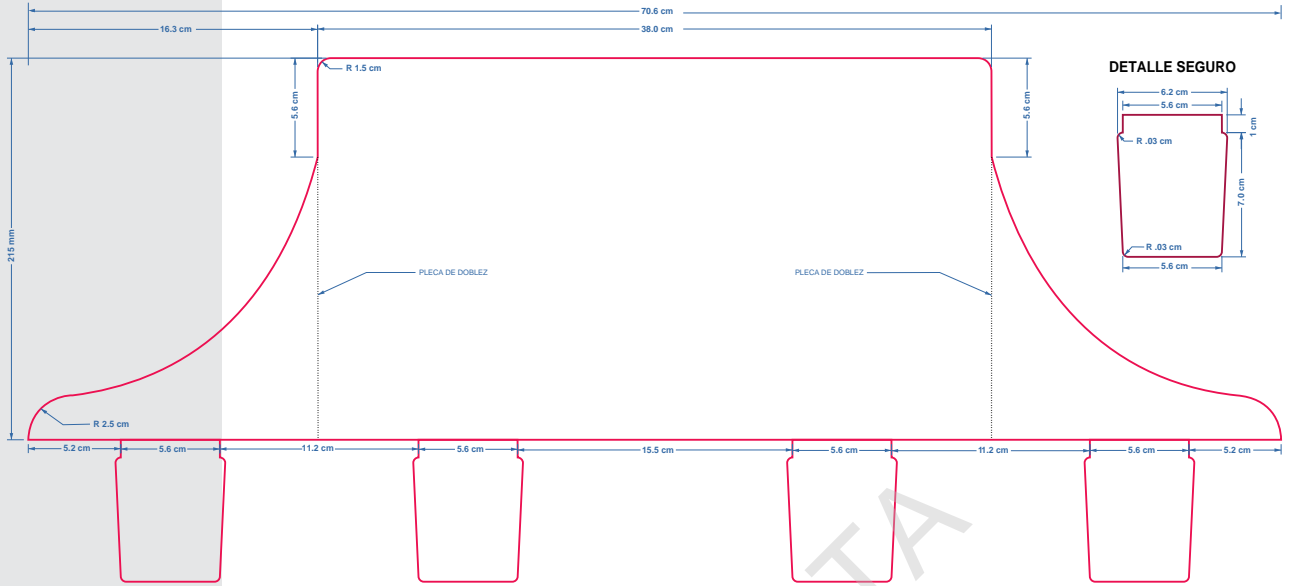 70.6 cm
16.3 cm
38.0 cm
R 1.5 cm
5.6 cm
5.6 cm
DETALLE SEGURO
6.2 cm
5.6 cm
1 cm
R .03 cm
7.0 cm
R .03 cm
5.6 cm
215 mm
PLECA DE DOBLEZ
PLECA DE DOBLEZ
R 2.5 cm
5.2 cm
5.6 cm
11.2 cm
5.6 cm
15.5 cm
5.6 cm
11.2 cm
5.6 cm
5.2 cm
TA